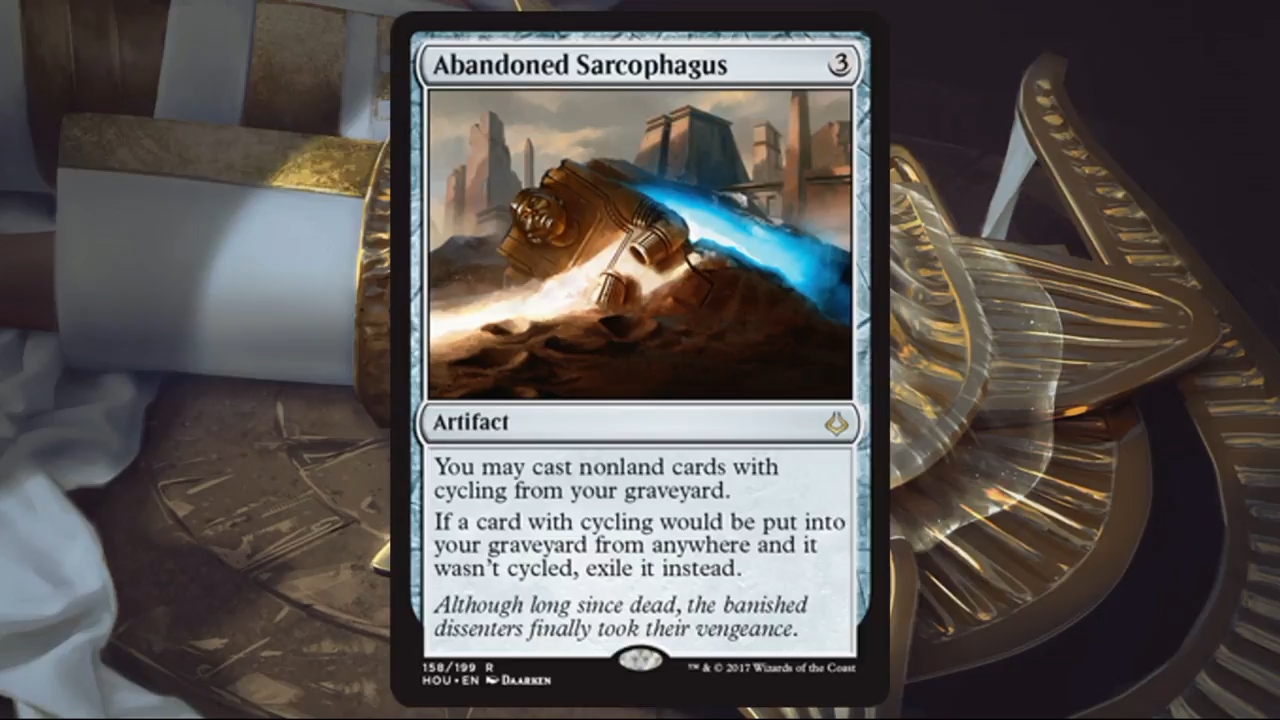 Abandoned Sarcophagus 3
Artifact
You may cast nonland cards with
cycling from your graveyard.
If a card with cycling would be put into
your graveyard from anywhere and it
wasn't cycled, exile it instead.
Although long since dead, the banished
dissenters finally took their vengeance.
158/199 R ™ & © 2017 Wizards of the Coast
HOU • EN DAARKEN